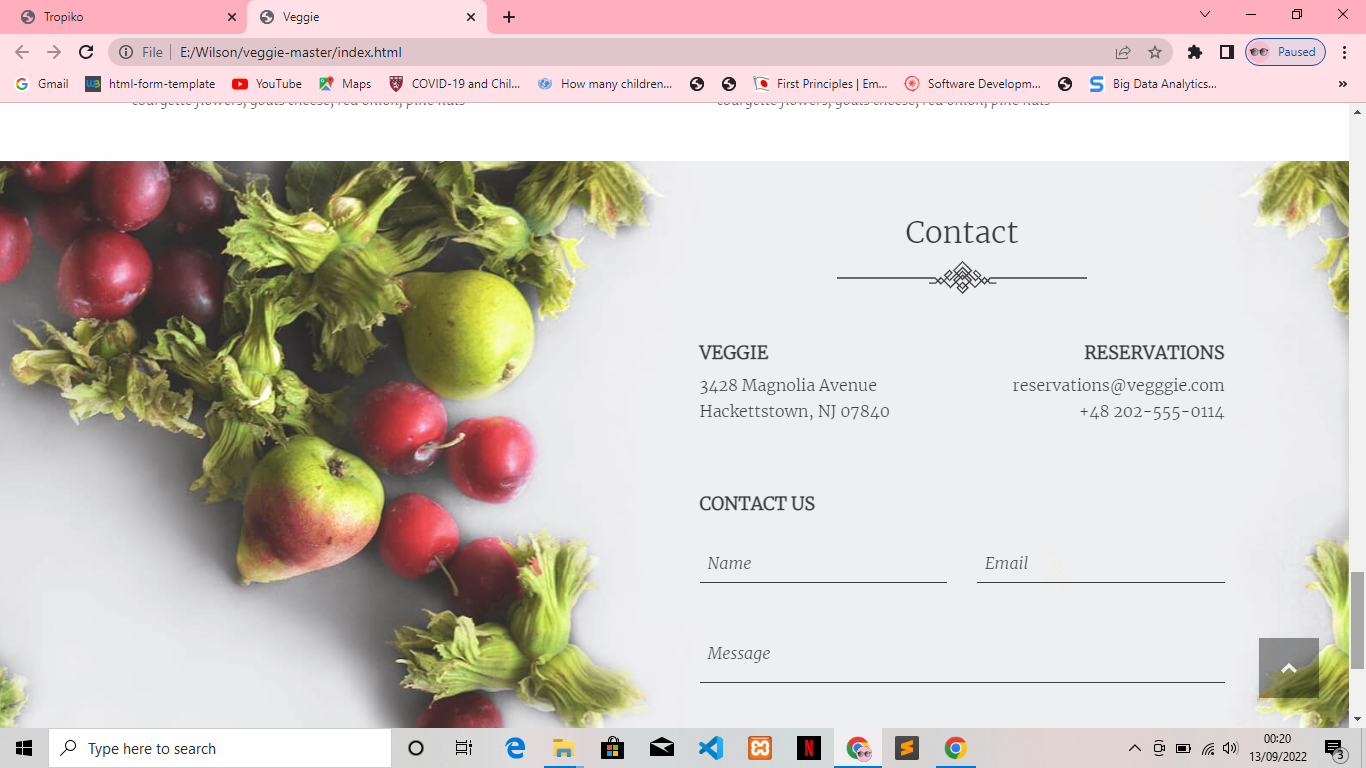 Tropiko
Veggie
File
E:/Wilson/veggie-master/index.html
Paused
Gmail
html-form-template
YouTube
Maps
COVID-19 and Chil...
How many children...
First Principles | Em...
Software Developm...
Big Data Analytics...
courgette flowers, goats cheese, red onion, pine nuts
courgette flowers, goats cheese, red onion, pine nuts
Contact
VEGGIE
3428 Magnolia Avenue
Hackettstown, NJ 07840
RESERVATIONS
reservations@vegggie.com
+48 202-555-0114
CONTACT US
Name
Email
Message
Type here to search
00:20
13/09/2022
3